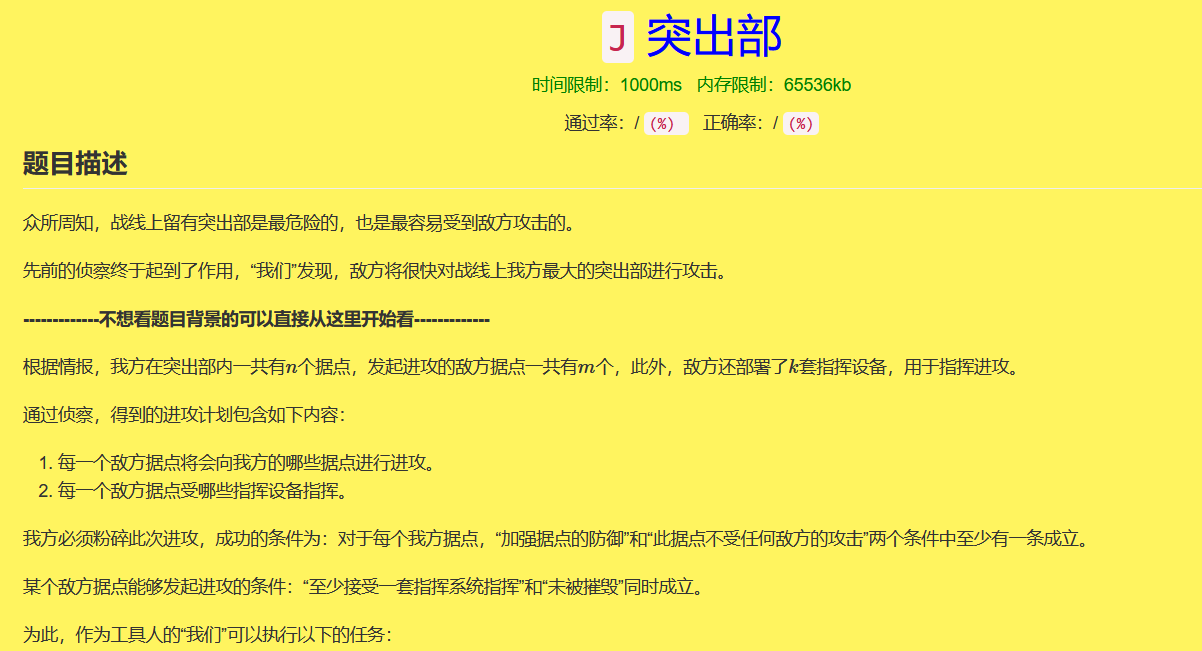 J 突出部
时间限制：1000ms 内存限制：65536kb
通过率：/ (%) 正确率：/ (%)
题目描述
众所周知，战线上留有突出部是最危险的，也是最容易受到敌方攻击的。
先前的侦察终于起到了作用，“我们”发现，敌方将很快对战线上我方最大的突出部进行攻击。
-------------不想看题目背景的可以直接从这里开始看-------------
根据情报，我方在突出部内一共有n个据点，发起进攻的敌方据点一共有m个，此外，敌方还部署了k套指挥设备，用于指挥进攻。
通过侦察，得到的进攻计划包含如下内容：
1. 每一个敌方据点将会向我方的哪些据点进行进攻。
2. 每一个敌方据点受哪些指挥设备指挥。
我方必须粉碎此次进攻，成功的条件为：对于每个我方据点，“加强据点的防御”和“此据点不受任何敌方的攻击”两个条件中至少有一条成立。
某个敌方据点能够发起进攻的条件：“至少接受一套指挥系统指挥”和“未被摧毁”同时成立。
为此，作为工具人的“我们”可以执行以下的任务：